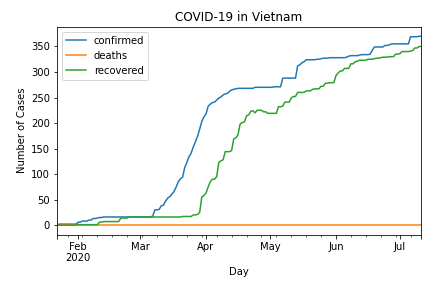 COVID-19 in Vietnam
confirmed
deaths
recovered
Number of Cases
350
300
250
200
150
100
50
0
Feb
2020
Mar
Apr
May
Jun
Jul
Day